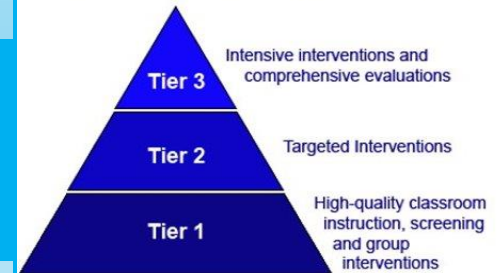 Tier 3
Intensive interventions and
comprehensive evaluations
Tier 2
Targeted Interventions
Tier 1
High-quality classroom
instruction, screening
and group
interventions